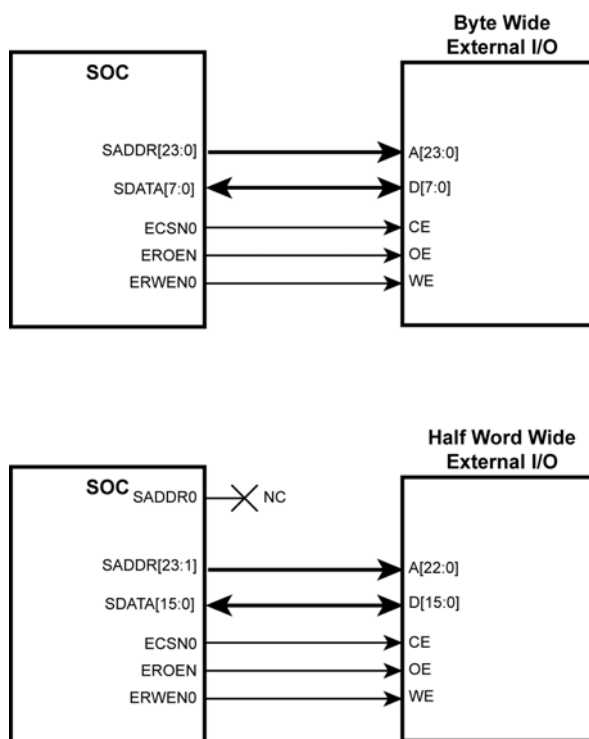 Byte Wide
External I/O
SOC
SADDR[23:0]
A[23:0]
SDATA[7:0]
D[7:0]
ECSN0
CE
EROEN
OE
ERWEN0
WE
Half Word Wide
External I/O
SOC
SADDR0
NC
SADDR[23:1]
A[22:0]
SDATA[15:0]
D[15:0]
ECSN0
CE
EROEN
OE
ERWEN0
WE